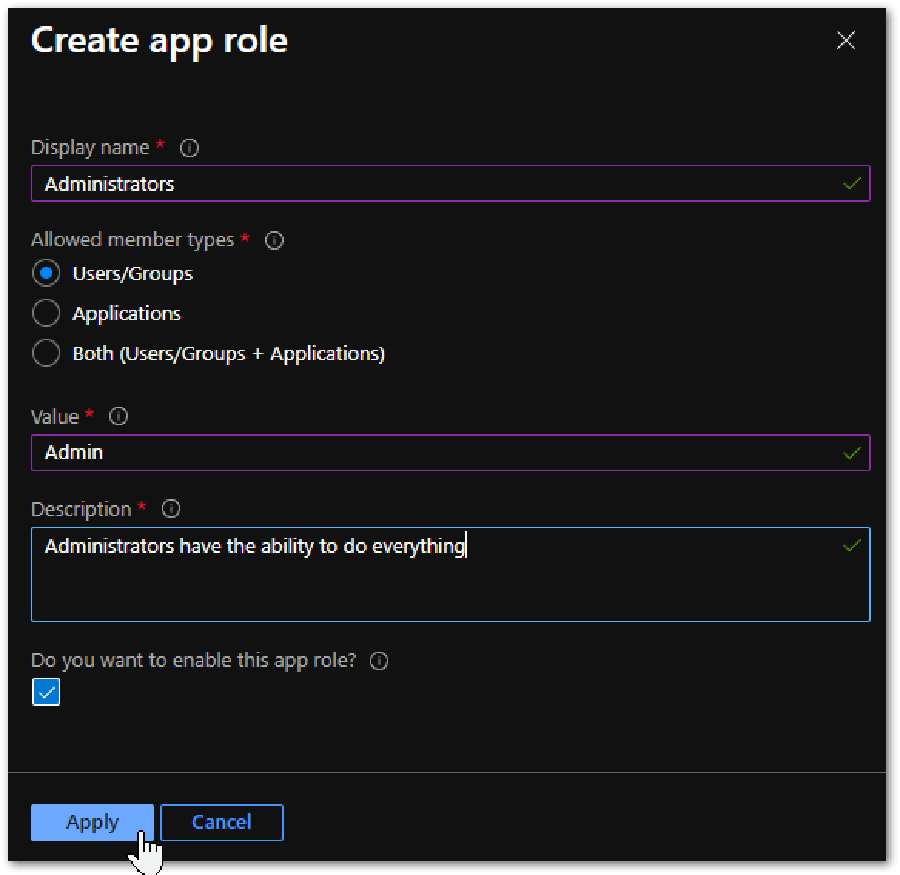 Create app role
Display name *
Administrators
Allowed member types *
Users/Groups
Applications
Both (Users/Groups + Applications)
Value *
Admin
Description *
Administrators have the ability to do everything
Do you want to enable this app role?
Apply Cancel